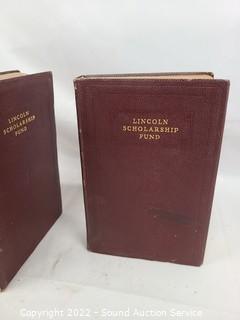 LINCOLN
SCHOLARSHIP
FUND
LINCOLN
SCHOLARSHIP
FUND
Copyright 2022 - Sound Auction Service